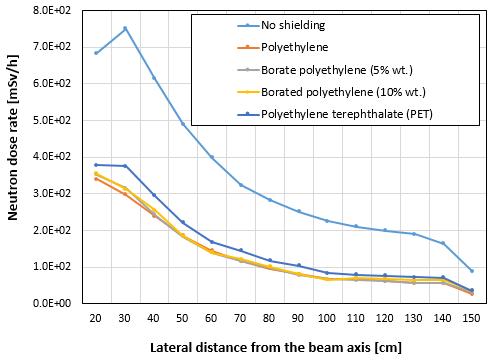 8.0E+02
7.0E+02
6.0E+02
5.0E+02
4.0E+02
3.0E+02
2.0E+02
1.0E+02
0.0E+00
Neutron dose rate [mSv/h]
No shielding
Polyethylene
Borate polyethylene (5% wt.)
Borated polyethylene (10% wt.)
Polyethylene terephthalate (PET)
20 30 40 50 60 70 80 90 100 110 120 130 140 150
Lateral distance from the beam axis [cm]